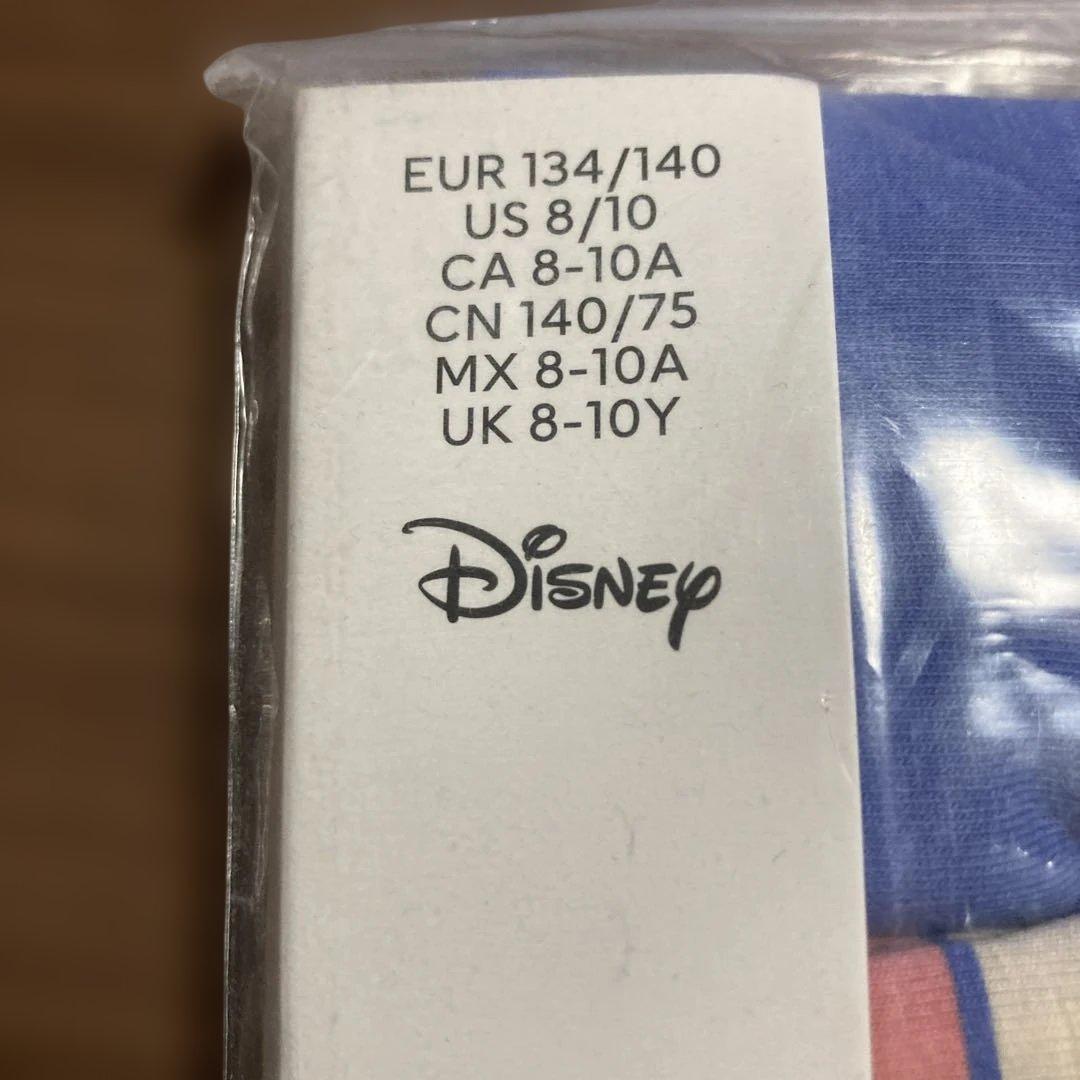 EUR 134/140
US 8/10
CA 8-10A
CN 140/75
MX 8-10A
UK 8-10Y
Disney